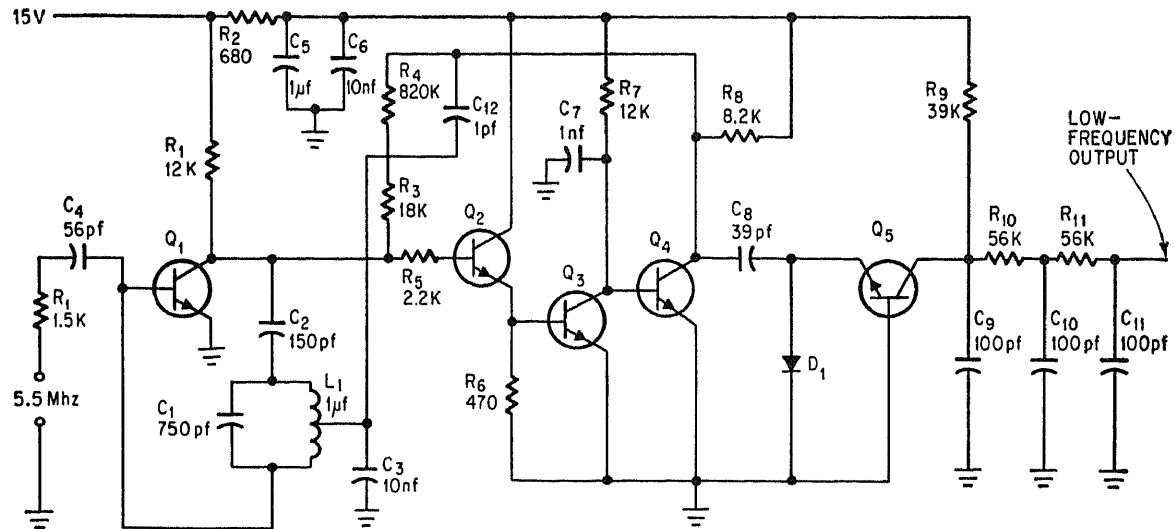 15V
R2
680
C5
1µf
C6
10nf
R4
820K
C12
1pf
R7
12K
C7
1nf
R8
8.2K
R9
39K
LOW-
FREQUENCY
OUTPUT
R1
12K
R3
18K
C4
56pf
Q1
Q2
R5
2.2K
Q3
Q4
C8
39pf
Q5
R10
56K
R11
56K
R1
1.5K
C2
150pf
5.5 Mhz
C1
750pf
L1
1µf
C3
10nf
R6
470
D1
C9
100pf
C10
100pf
C11
100pf